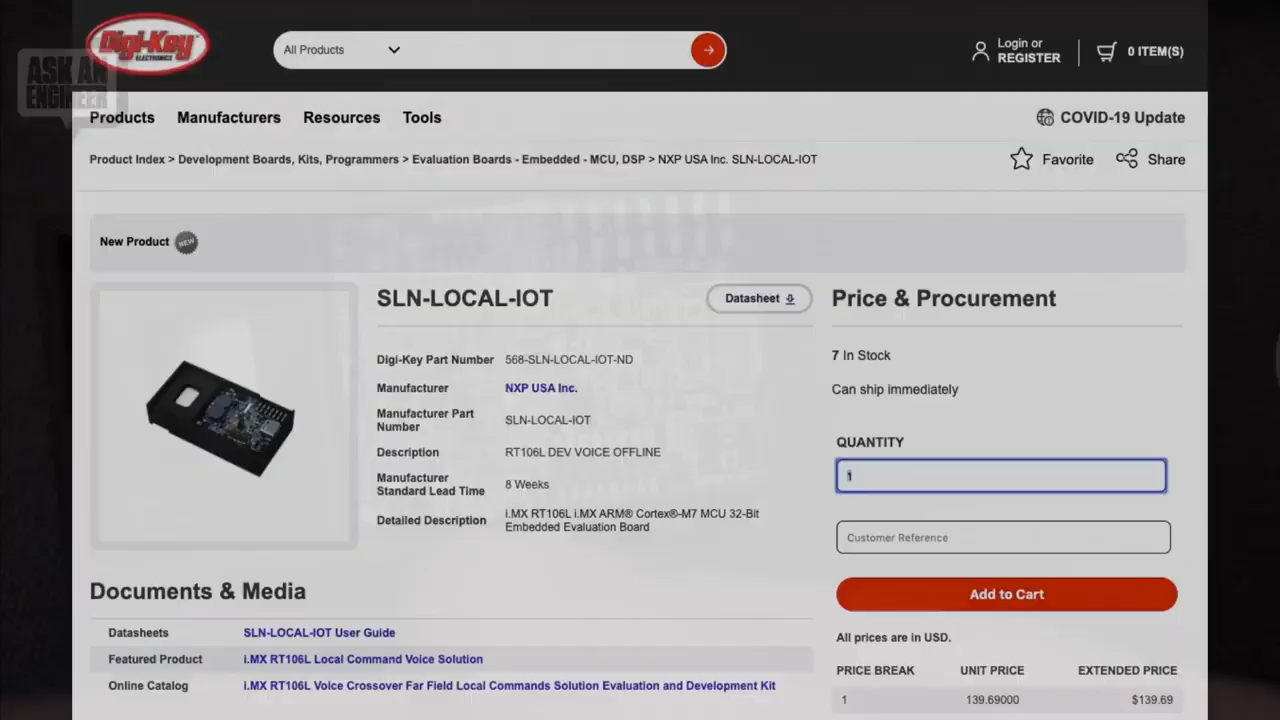 Digi-Key
ELECTRONICS
ASK AN
ENGINEER
All Products
Login or
REGISTER
0 ITEM(S)
Products
Manufacturers
Resources
Tools
COVID-19 Update
Product Index > Development Boards, Kits, Programmers > Evaluation Boards - Embedded - MCU, DSP > NXP USA Inc. SLN-LOCAL-IOT
Favorite
Share
New Product
NEW
SLN-LOCAL-IOT
Datasheet
Digi-Key Part Number 568-SLN-LOCAL-IOT-ND
Manufacturer NXP USA Inc.
Manufacturer Part
Number
SLN-LOCAL-IOT
Description RT106L DEV VOICE OFFLINE
Manufacturer
Standard Lead Time
8 Weeks
Detailed Description
i.MX RT106L i.MX ARM® Cortex®-M7 MCU 32-Bit
Embedded Evaluation Board
Price & Procurement
7 In Stock
Can ship immediately
QUANTITY
1
Customer Reference
Add to Cart
All prices are in USD.
PRICE BREAK UNIT PRICE EXTENDED PRICE
1 139.69000 $139.69
Documents & Media
Datasheets SLN-LOCAL-IOT User Guide
Featured Product i.MX RT106L Local Command Voice Solution
Online Catalog i.MX RT106L Voice Crossover Far Field Local Commands Solution Evaluation and Development Kit